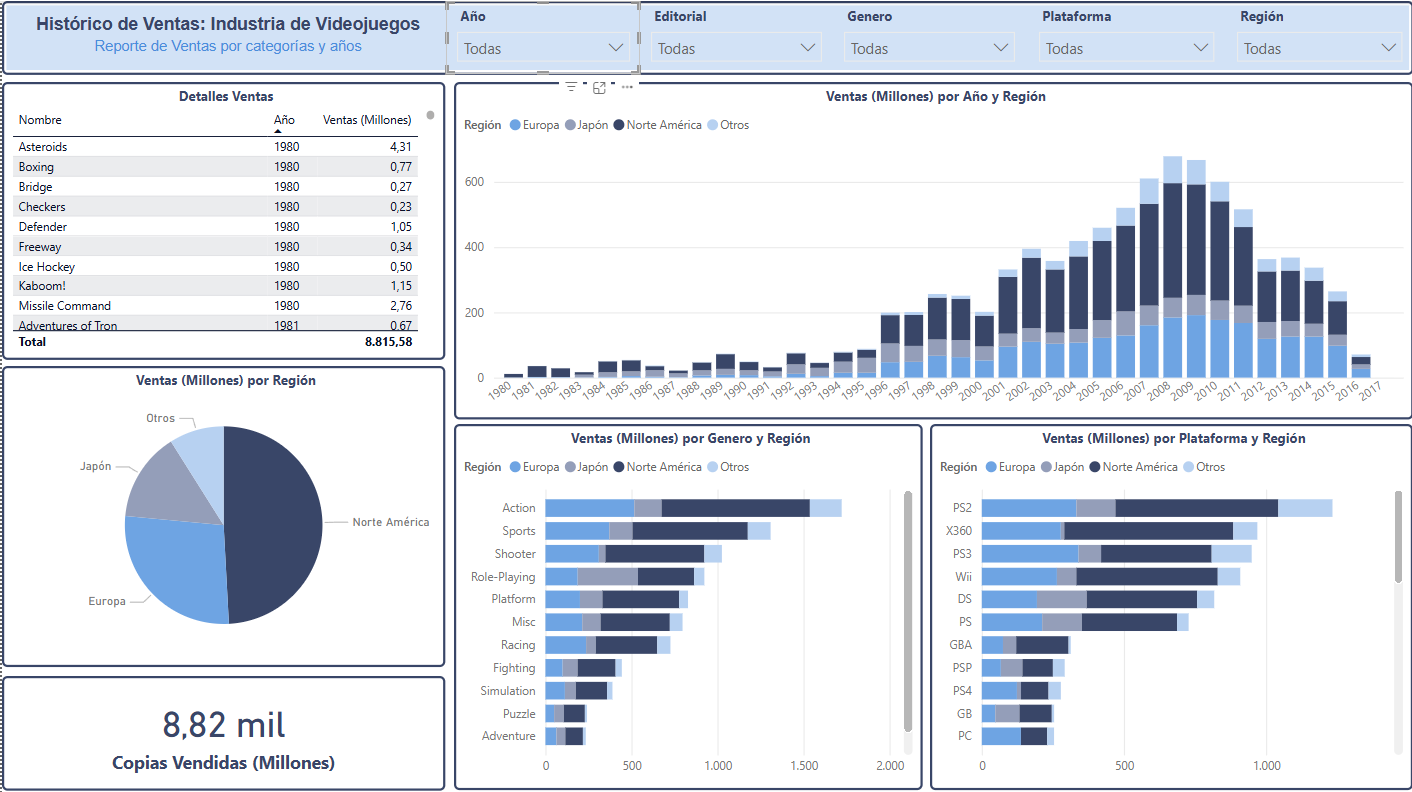 Histórico de Ventas: Industria de Videojuegos
Reporte de Ventas por categorías y años
Año
Todas
Editorial
Todas
Genero
Todas
Plataforma
Todas
Región
Todas
Detalles Ventas
Nombre Año Ventas (Millones)
Asteroids 1980 4,31
Boxing 1980 0,77
Bridge 1980 0,27
Checkers 1980 0,23
Defender 1980 1,05
Freeway 1980 0,34
Ice Hockey 1980 0,50
Kaboom! 1980 1,15
Missile Command 1980 2,76
Adventures of Tron 1981 0,67
Total 8.815,58
Ventas (Millones) por Año y Región
Región Europa Japón Norte América Otros
600
400
200
0
1980 1981 1982 1983 1984 1985 1986 1987 1988 1989 1990 1991 1992 1993 1994 1995 1996 1997 1998 1999 2000 2001 2002 2003 2004 2005 2006 2007 2008 2009 2010 2011 2012 2013 2014 2015 2016 2017
Ventas (Millones) por Región
Otros
Japón
Norte América
Europa
8,82 mil
Copias Vendidas (Millones)
Ventas (Millones) por Genero y Región
Región Europa Japón Norte América Otros
Action
Sports
Shooter
Role-Playing
Platform
Misc
Racing
Fighting
Simulation
Puzzle
Adventure
0 500 1.000 1.500 2.000
Ventas (Millones) por Plataforma y Región
Región Europa Japón Norte América Otros
PS2
X360
PS3
Wii
DS
PS
GBA
PSP
PS4
GB
PC
0 500 1.000